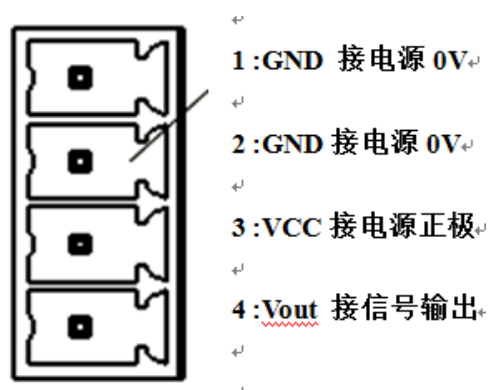 1 :GND 接电源 0V
2 :GND 接电源 0V
3 :VCC 接电源正极
4 :Vout 接信号输出